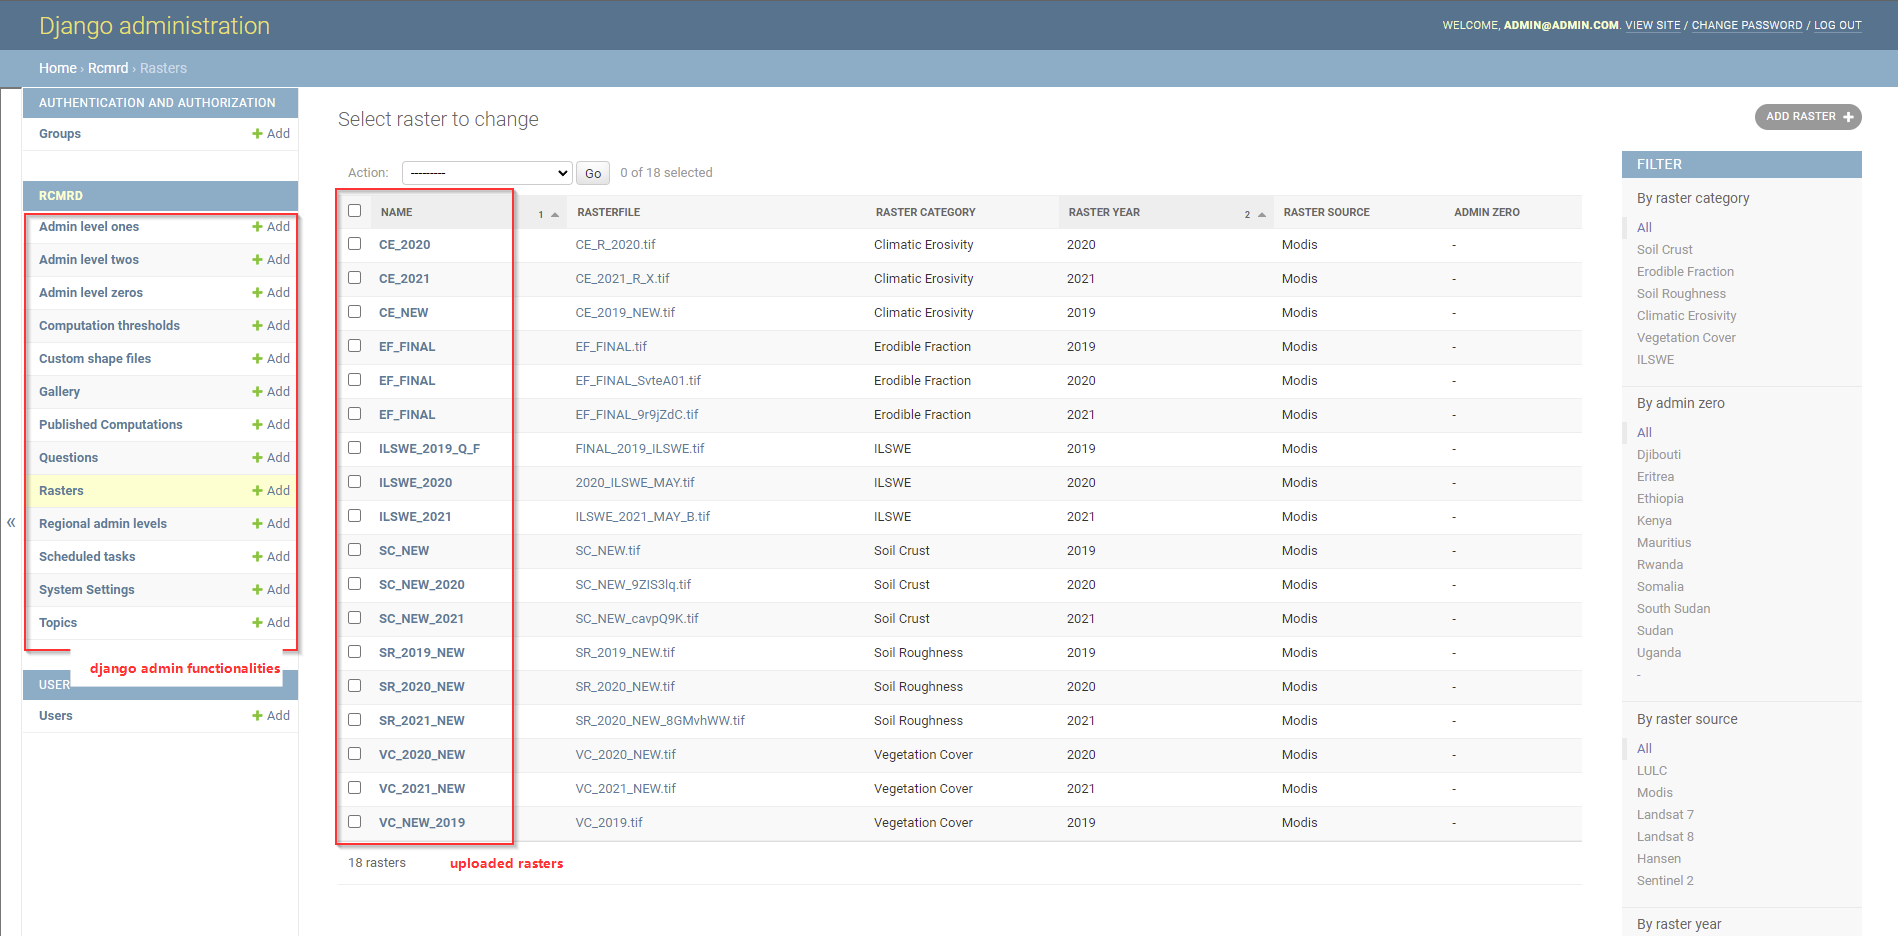 Django administration
WELCOME, ADMIN@ADMIN.COM. VIEW SITE / CHANGE PASSWORD / LOG OUT
Home › Rcmrd › Rasters
AUTHENTICATION AND AUTHORIZATION
Groups + Add
RCMRD
Admin level ones + Add
Admin level twos + Add
Admin level zeros + Add
Computation thresholds + Add
Custom shape files + Add
Gallery + Add
Published Computations + Add
Questions + Add
Rasters + Add
Regional admin levels + Add
Scheduled tasks + Add
System Settings + Add
Topics + Add
django admin functionalities
USER
Users + Add
«
Select raster to change
ADD RASTER +
Action: --------- Go 0 of 18 selected
NAME 1 RASTERFILE RASTER CATEGORY RASTER YEAR 2 RASTER SOURCE ADMIN ZERO
CE_2020 CE_R_2020.tif Climatic Erosivity 2020 Modis -
CE_2021 CE_2021_R_X.tif Climatic Erosivity 2021 Modis -
CE_NEW CE_2019_NEW.tif Climatic Erosivity 2019 Modis -
EF_FINAL EF_FINAL.tif Erodible Fraction 2019 Modis -
EF_FINAL EF_FINAL_SvteA01.tif Erodible Fraction 2020 Modis -
EF_FINAL EF_FINAL_9r9jZdC.tif Erodible Fraction 2021 Modis -
ILSWE_2019_Q_F FINAL_2019_ILSWE.tif ILSWE 2019 Modis -
ILSWE_2020 2020_ILSWE_MAY.tif ILSWE 2020 Modis -
ILSWE_2021 ILSWE_2021_MAY_B.tif ILSWE 2021 Modis -
SC_NEW SC_NEW.tif Soil Crust 2019 Modis -
SC_NEW_2020 SC_NEW_9ZIS3lq.tif Soil Crust 2020 Modis -
SC_NEW_2021 SC_NEW_cavpQ9K.tif Soil Crust 2021 Modis -
SR_2019_NEW SR_2019_NEW.tif Soil Roughness 2019 Modis -
SR_2020_NEW SR_2020_NEW.tif Soil Roughness 2020 Modis -
SR_2021_NEW SR_2020_NEW_8GMvhWW.tif Soil Roughness 2021 Modis -
VC_2020_NEW VC_2020_NEW.tif Vegetation Cover 2020 Modis -
VC_2021_NEW VC_2021_NEW.tif Vegetation Cover 2021 Modis -
VC_NEW_2019 VC_2019.tif Vegetation Cover 2019 Modis -
18 rasters
uploaded rasters
FILTER
By raster category
All
Soil Crust
Erodible Fraction
Soil Roughness
Climatic Erosivity
Vegetation Cover
ILSWE
By admin zero
All
Djibouti
Eritrea
Ethiopia
Kenya
Mauritius
Rwanda
Somalia
South Sudan
Sudan
Uganda
-
By raster source
All
LULC
Modis
Landsat 7
Landsat 8
Hansen
Sentinel 2
By raster year